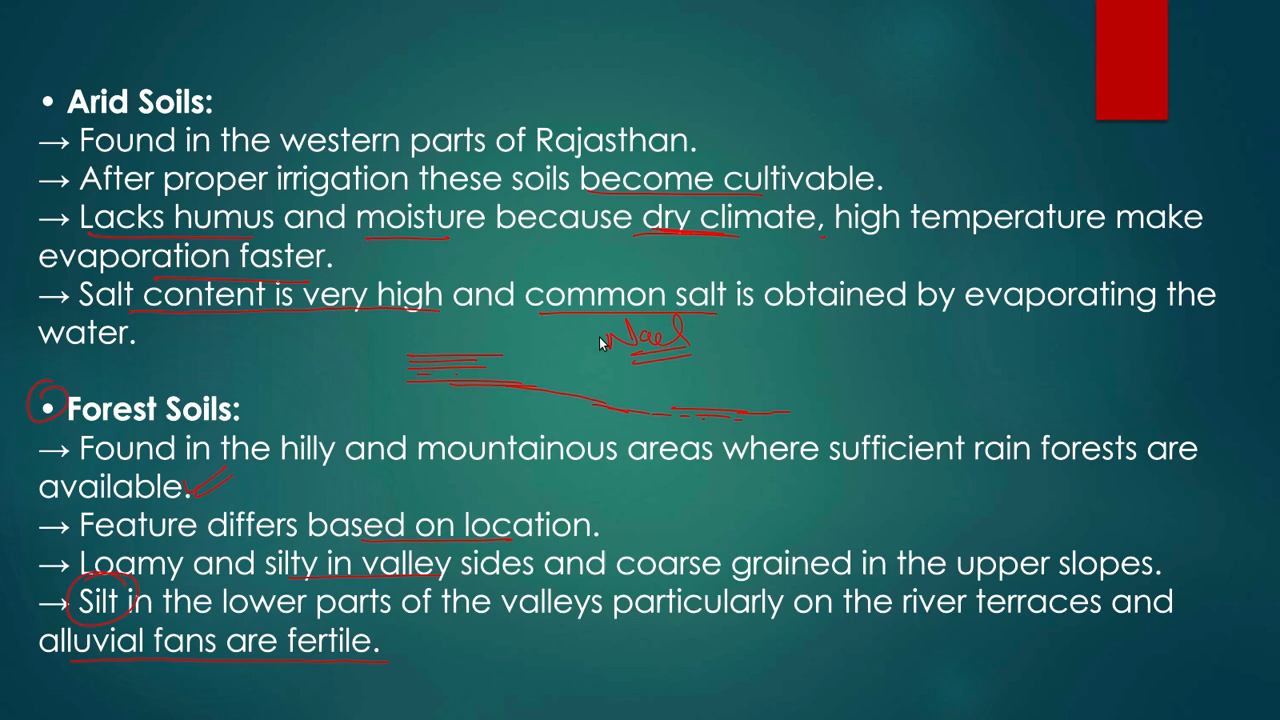 • Arid Soils:
→ Found in the western parts of Rajasthan.
→ After proper irrigation these soils become cultivable.
→ Lacks humus and moisture because dry climate, high temperature make
evaporation faster.
→ Salt content is very high and common salt is obtained by evaporating the
water.
• Forest Soils:
→ Found in the hilly and mountainous areas where sufficient rain forests are
available.
→ Feature differs based on location.
→ Loamy and silty in valley sides and coarse grained in the upper slopes.
→ Silt in the lower parts of the valleys particularly on the river terraces and
alluvial fans are fertile.